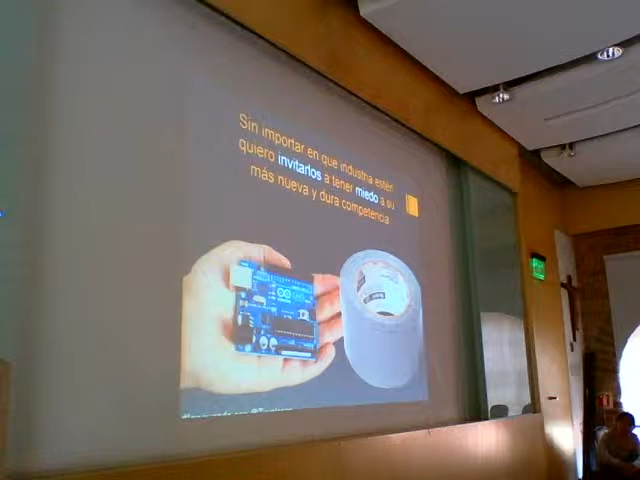 Sin importar en que industria estén
quiero invitarlos a tener miedo a su
más nueva y dura competencia